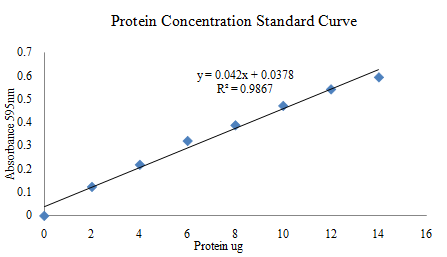 Protein Concentration Standard Curve
0.7
0.6
0.5
0.4
0.3
0.2
0.1
0
Absorbance 595nm
y = 0.042x + 0.0378
R² = 0.9867
0 2 4 6 8 10 12 14 16
Protein ug